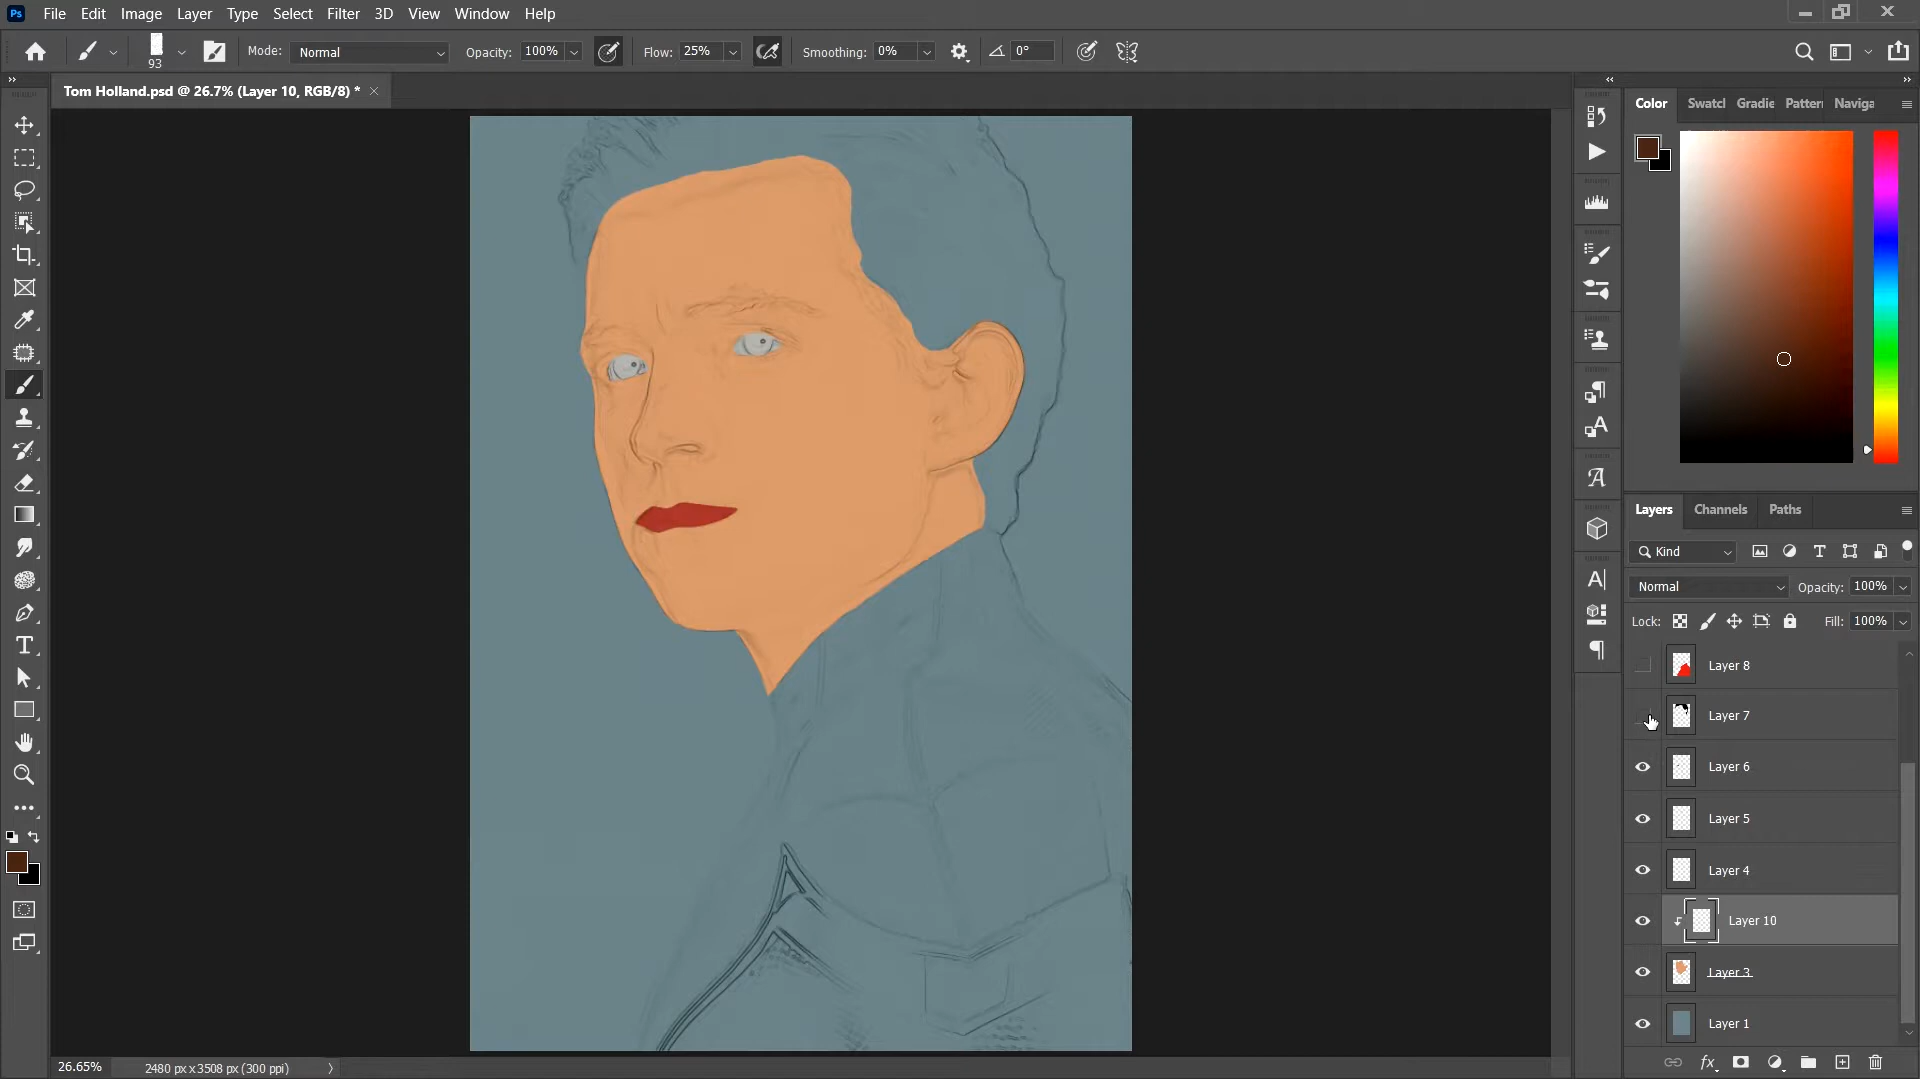 Ps File Edit Image Layer Type Select Filter 3D View Window Help
93 Mode: Normal Opacity: 100% Flow: 25% Smoothing: 0% 0°
Tom Holland.psd @ 26.7% (Layer 10, RGB/8) *
Color Swatcl Gradie Patterr Naviga
Layers Channels Paths
Kind
Normal Opacity: 100%
Lock: Fill: 100%
Layer 8
Layer 7
Layer 6
Layer 5
Layer 4
Layer 10
Layer 3
Layer 1
26.65% 2480 px x 3508 px (300 ppi)